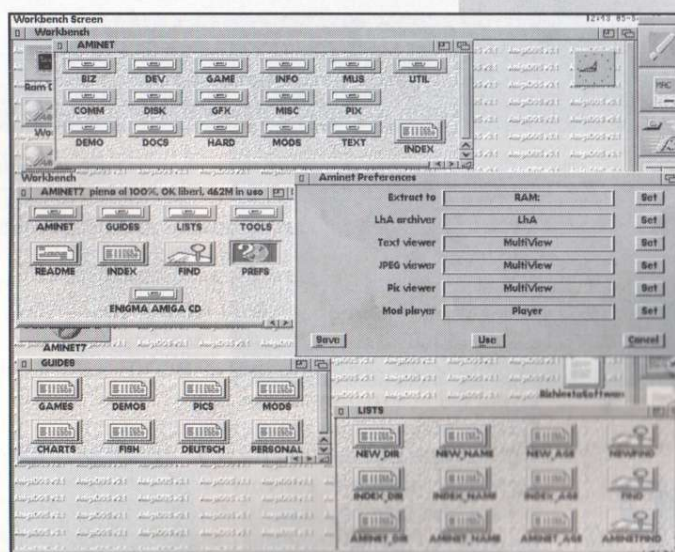 Workbench Screen
Workbench
AMINET
BIZ DEV GAME INFO MUS UTIL
COMM DISK GFX MISC PIX
DEMO DOCS HARD MODS TEXT INDEX
Workbench
AMINET7 pieno al 100%, 0K liberi, 462M in uso
AMINET GUIDES LISTS TOOLS
README INDEX FIND PREFS
ENIGMA AMIGA CD
AMINET7
Aminet Preferences
Extract to RAM: Set
LhA archiver LhA Set
Text viewer MultiView Set
JPEG viewer MultiView Set
Pic viewer MultiView Set
Mod player Player Set
Save Use Cancel
GUIDES
GAMES DEMOS PICS MODS
CHARTS FISH DEUTSCH PERSONAL
LISTS
NEW_DIR NEW_NAME NEW_AGE NEWFIND
INDEX_DIR INDEX_NAME INDEX_AGE FIND
AMINET_DIR AMINET_NAME AMINET_AGE AMINETFIND